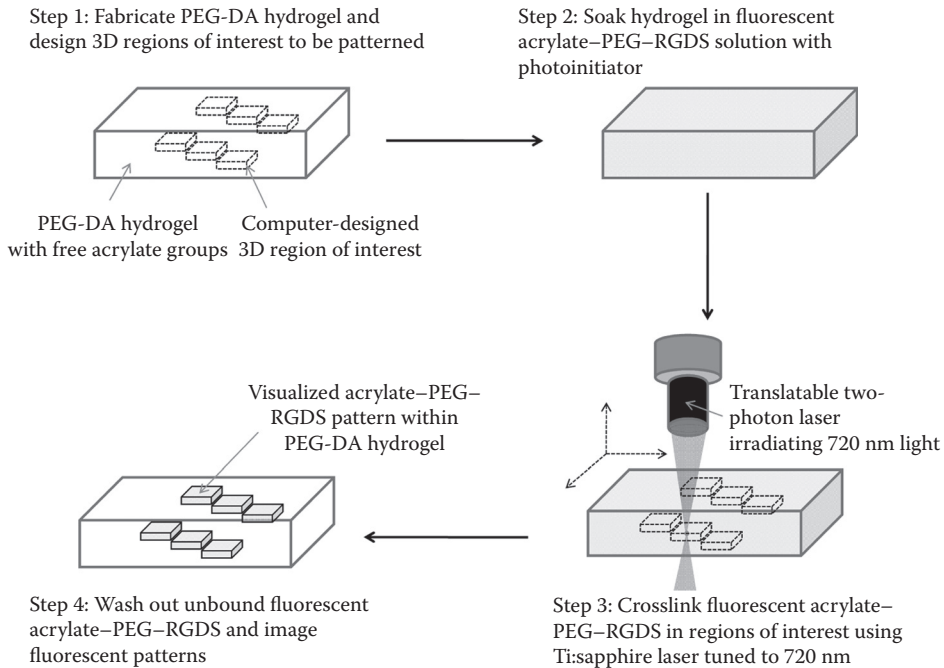 Step 1: Fabricate PEG-DA hydrogel and
design 3D regions of interest to be patterned
Step 2: Soak hydrogel in fluorescent
acrylate–PEG–RGDS solution with
photoinitiator
PEG-DA hydrogel
with free acrylate groups
Computer-designed
3D region of interest
Translatable two-
photon laser
irradiating 720 nm light
Step 3: Crosslink fluorescent acrylate–
PEG–RGDS in regions of interest using
Ti:sapphire laser tuned to 720 nm
Visualized acrylate–PEG–
RGDS pattern within
PEG-DA hydrogel
Step 4: Wash out unbound fluorescent
acrylate–PEG–RGDS and image
fluorescent patterns